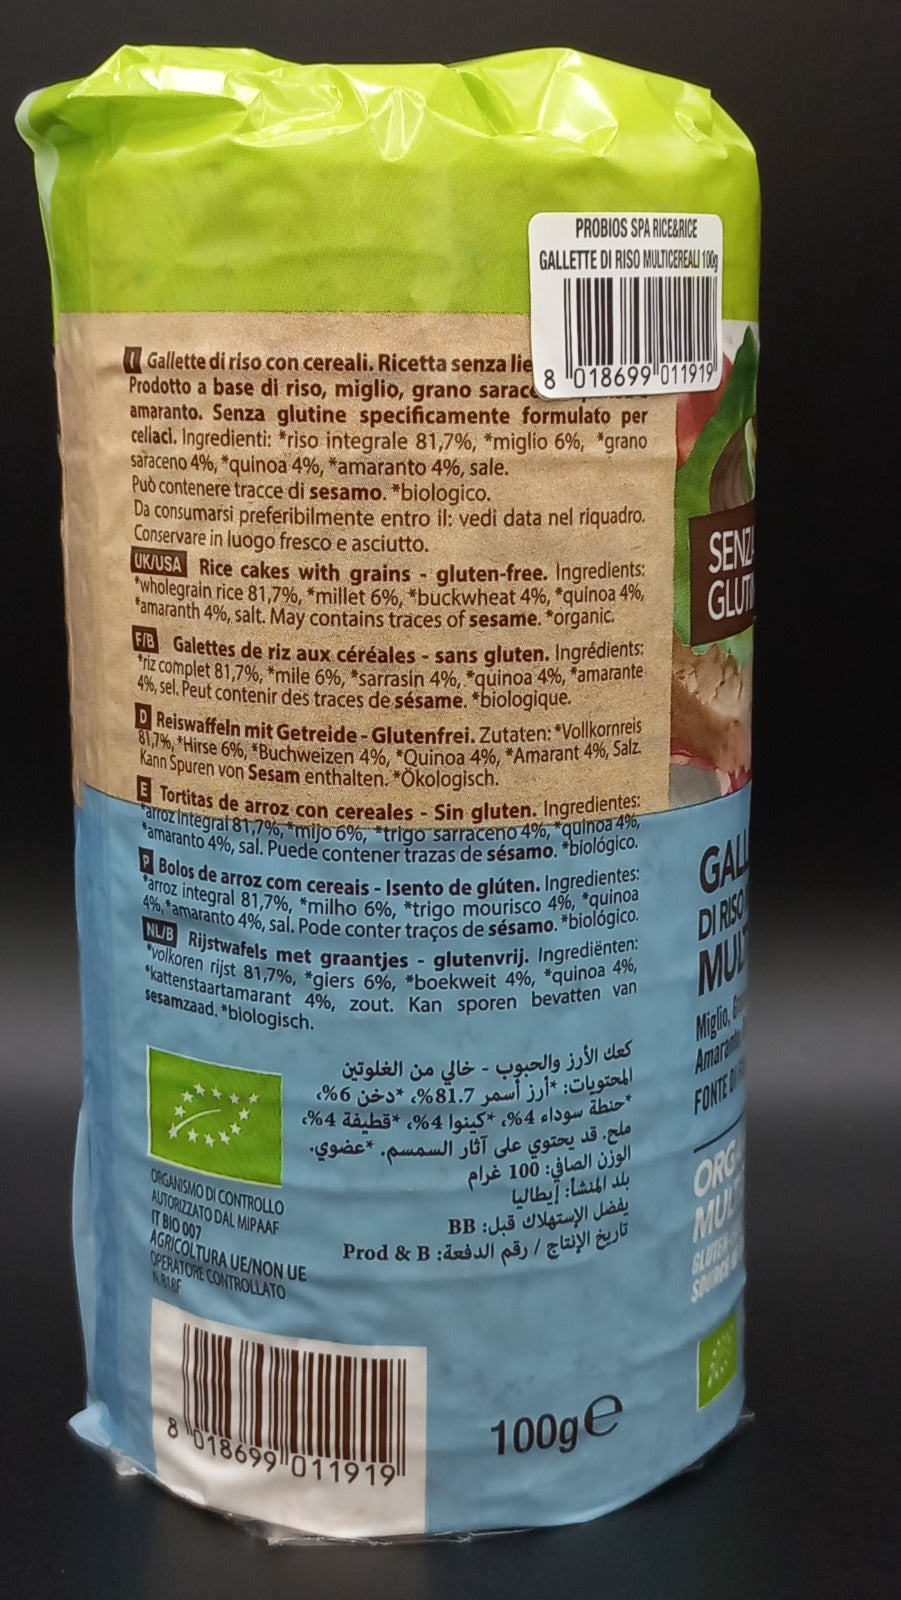 PROBIOS SPA RICE&RICE
GALLETTE DI RISO MULTICEREALI 100g
8 018699 011919
I Gallette di riso con cereali. Ricetta senza lie
Prodotto a base di riso, miglio, grano sarac
amaranto. Senza glutine specificamente formulato per
celiaci. Ingredienti: *riso integrale 81,7%, *miglio 6%, *grano
saraceno 4%, *quinoa 4%, *amaranto 4%, sale.
Può contenere tracce di sesamo. *biologico.
Da consumarsi preferibilmente entro il: vedi data nel riquadro.
Conservare in luogo fresco e asciutto.
UK/USA Rice cakes with grains - gluten-free. Ingredients:
*wholegrain rice 81,7%, *millet 6%, *buckwheat 4%, *quinoa 4%,
*amaranth 4%, salt. May contains traces of sesame. *organic.
F/B Galettes de riz aux céréales - sans gluten. Ingrédients:
*riz complet 81,7%, *mile 6%, *sarrasin 4%, *quinoa 4%, *amarante
4%, sel. Peut contenir des traces de sésame. *biologique.
D Reiswaffeln mit Getreide - Glutenfrei. Zutaten: *Vollkornreis
81,7%, *Hirse 6%, *Buchweizen 4%, *Quinoa 4%, *Amarant 4%, Salz.
Kann Spuren von Sesam enthalten. *Ökologisch.
E Tortitas de arroz con cereales - Sin gluten. Ingredientes:
*arroz integral 81,7%, *mijo 6%, *trigo sarraceno 4%, *quinoa 4%,
*amaranto 4%, sal. Puede contener trazas de sésamo. *biológico.
P Bolos de arroz com cereais - Isento de glúten. Ingredientes:
*arroz integral 81,7%, *milho 6%, *trigo mourisco 4%, *quinoa
4%,*amaranto 4%, sal. Pode conter traços de sésamo. *biológico.
NL/B Rijstwafels met graantjes - glutenvrij. Ingrediënten:
*volkoren rijst 81,7%, *giers 6%, *boekweit 4%, *quinoa 4%,
*kattenstaartamarant 4%, zout. Kan sporen bevatten van
sesamzaad. *biologisch.
كعك الأرز والحبوب - خالي من الغلوتين
المحتويات: *أرز أسمر 81.7%، *دخن 6%،
*حنطة سوداء 4%، *كينوا 4%، *قطيفة 4%،
ملح. قد يحتوي على آثار السمسم. *عضوي.
الوزن الصافي: 100 غرام
بلد المنشأ: إيطاليا
يفضل الإستهلاك قبل: BB
تاريخ الإنتاج / رقم الدفعة: Prod & B
ORGANISMO DI CONTROLLO
AUTORIZZATO DAL MIPAAF
IT BIO 007
AGRICOLTURA UE/NON UE
OPERATORE CONTROLLATO
N. B18F
8 018699 011919
100g e
SENZA
GLUTIN
GALL
DI RISO
MUL
Miglio, Gra
Amaranto
FONTE DI
ORG
MUL
GLUTEN
SOURCE